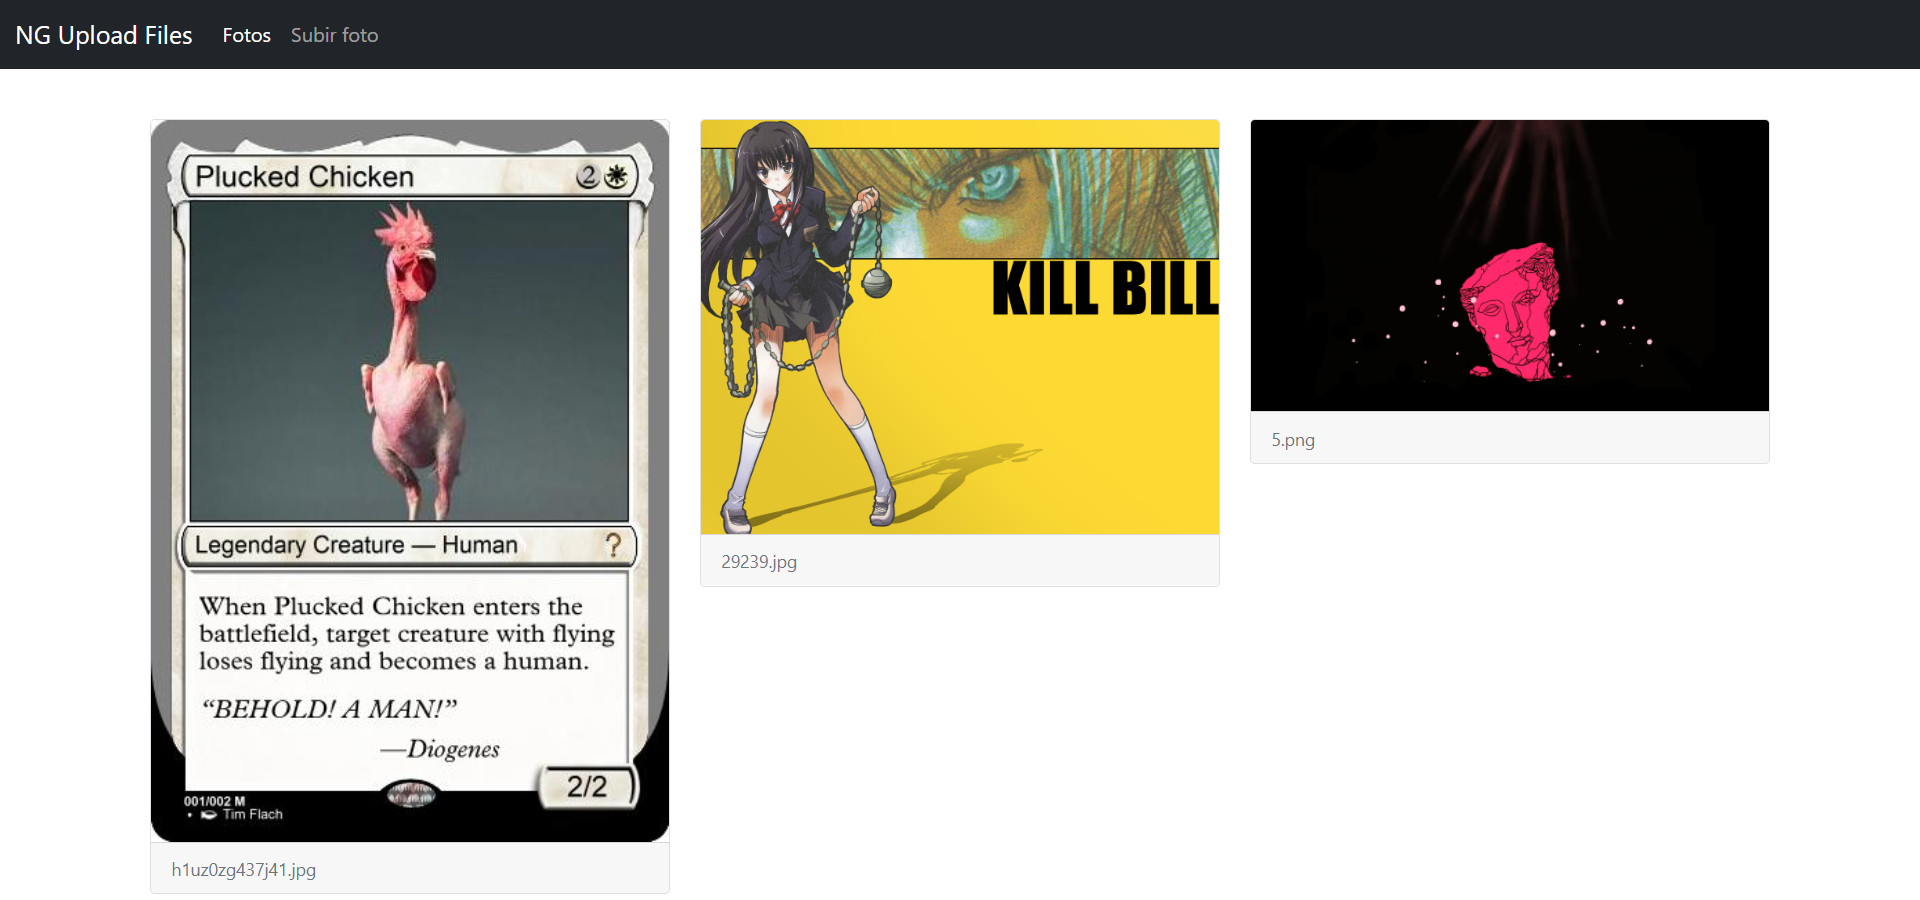 NG Upload Files Fotos Subir foto
Plucked Chicken 2
Legendary Creature — Human ?
When Plucked Chicken enters the
battlefield, target creature with flying
loses flying and becomes a human.
“BEHOLD! A MAN!”
—Diogenes
2/2
001/002 M
• Tim Flach
h1uz0zg437j41.jpg
KILL BILL
29239.jpg
5.png